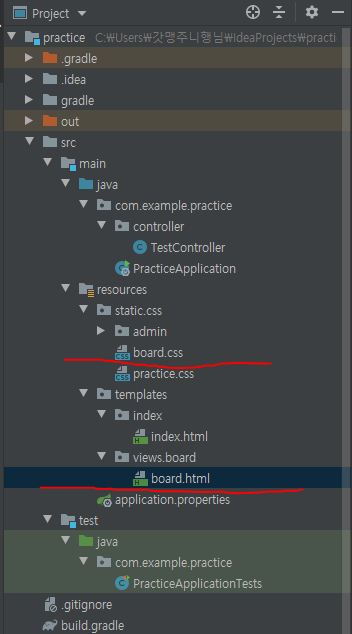 Project
practice C:₩Users₩갓맹주니행님₩IdeaProjects₩practi
.gradle
.idea
gradle
out
src
main
java
com.example.practice
controller
TestController
PracticeApplication
resources
static.css
admin
board.css
practice.css
templates
index
index.html
views.board
board.html
application.properties
test
java
com.example.practice
PracticeApplicationTests
.gitignore
build.gradle